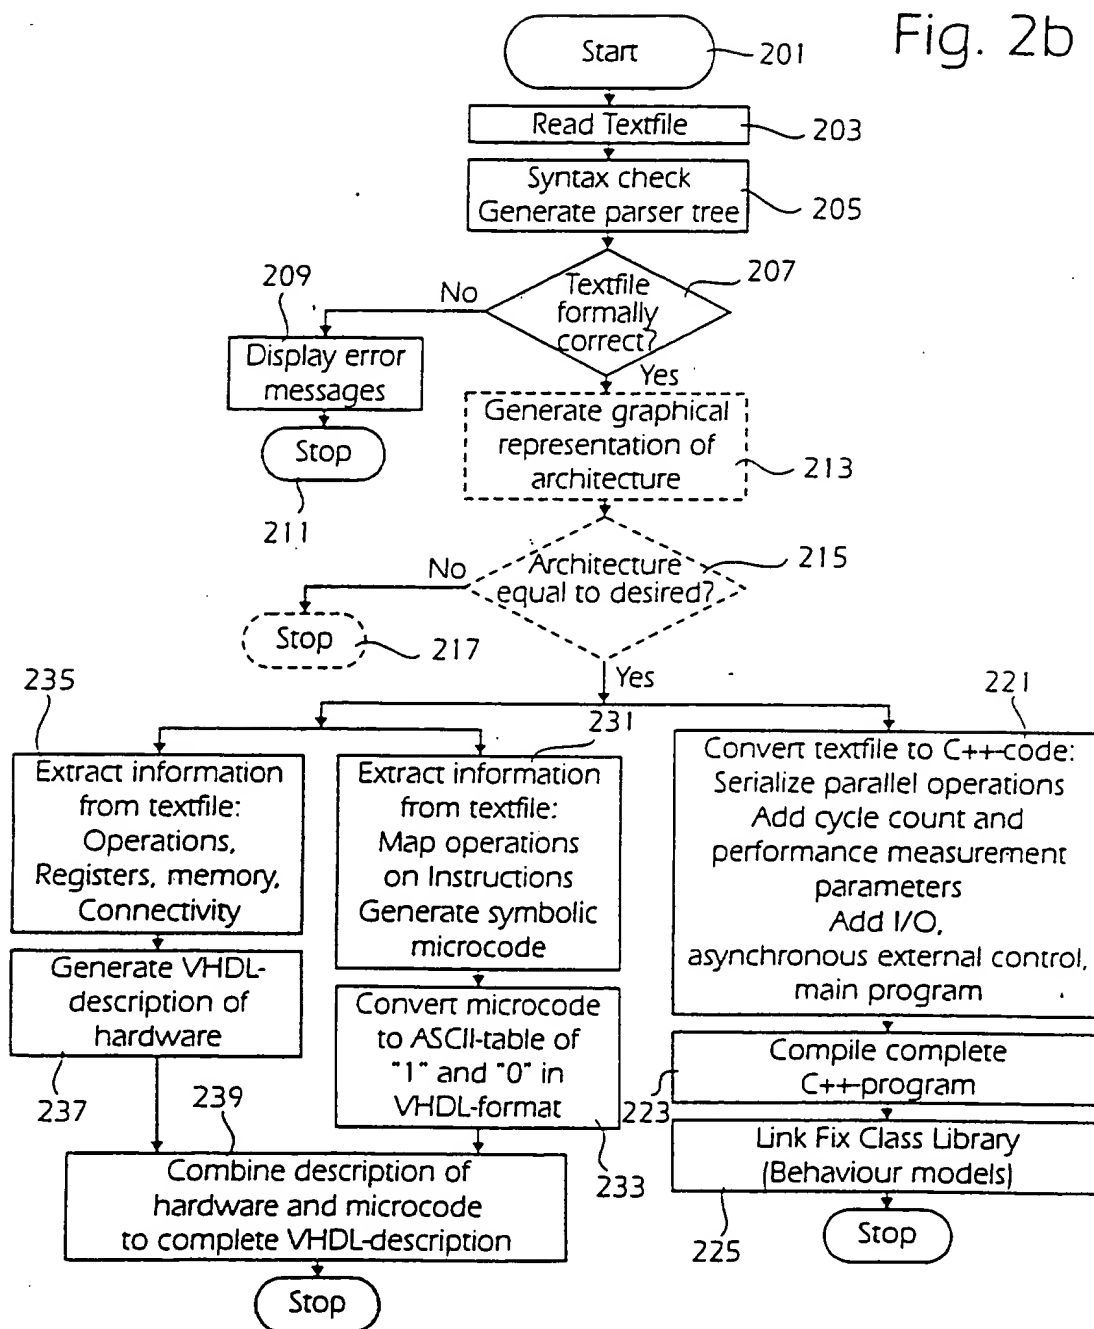 Fig. 2b
Start
201
Read Textfile
203
Syntax check
Generate parser tree
205
207
Textfile
formally
correct?
No
209
Display error
messages
Stop
211
Yes
Generate graphical
representation of
architecture
213
Architecture
equal to desired?
215
No
Stop
217
Yes
235
Extract information
from textfile:
Operations,
Registers, memory,
Connectivity
Generate VHDL-
description of
hardware
237
231
Extract information
from textfile:
Map operations
on Instructions
Generate symbolic
microcode
Convert microcode
to ASCII-table of
"1" and "0" in
VHDL-format
233
239
Combine description of
hardware and microcode
to complete VHDL-description
Stop
221
Convert textfile to C++-code:
Serialize parallel operations
Add cycle count and
performance measurement
parameters
Add I/O,
asynchronous external control,
main program
Compile complete
C++-program
223
Link Fix Class Library
(Behaviour models)
225
Stop